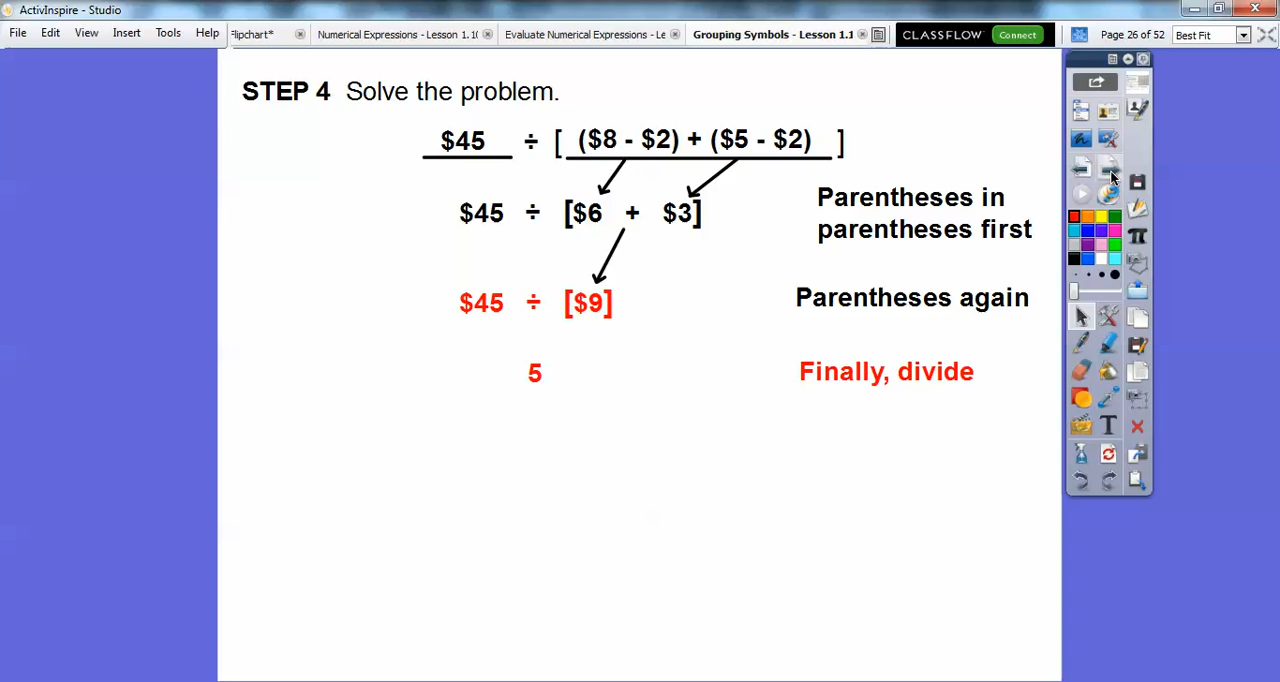 ActivInspire - Studio
File Edit View Insert Tools Help
Flipchart* Numerical Expressions - Lesson 1.10 Evaluate Numerical Expressions - Le Grouping Symbols - Lesson 1.1 CLASSFLOW Connect Page 26 of 52 Best Fit
STEP 4 Solve the problem.
$45 ÷ [ ($8 - $2) + ($5 - $2) ]
$45 ÷ [$6 + $3]
Parentheses in
parentheses first
$45 ÷ [$9] Parentheses again
5 Finally, divide